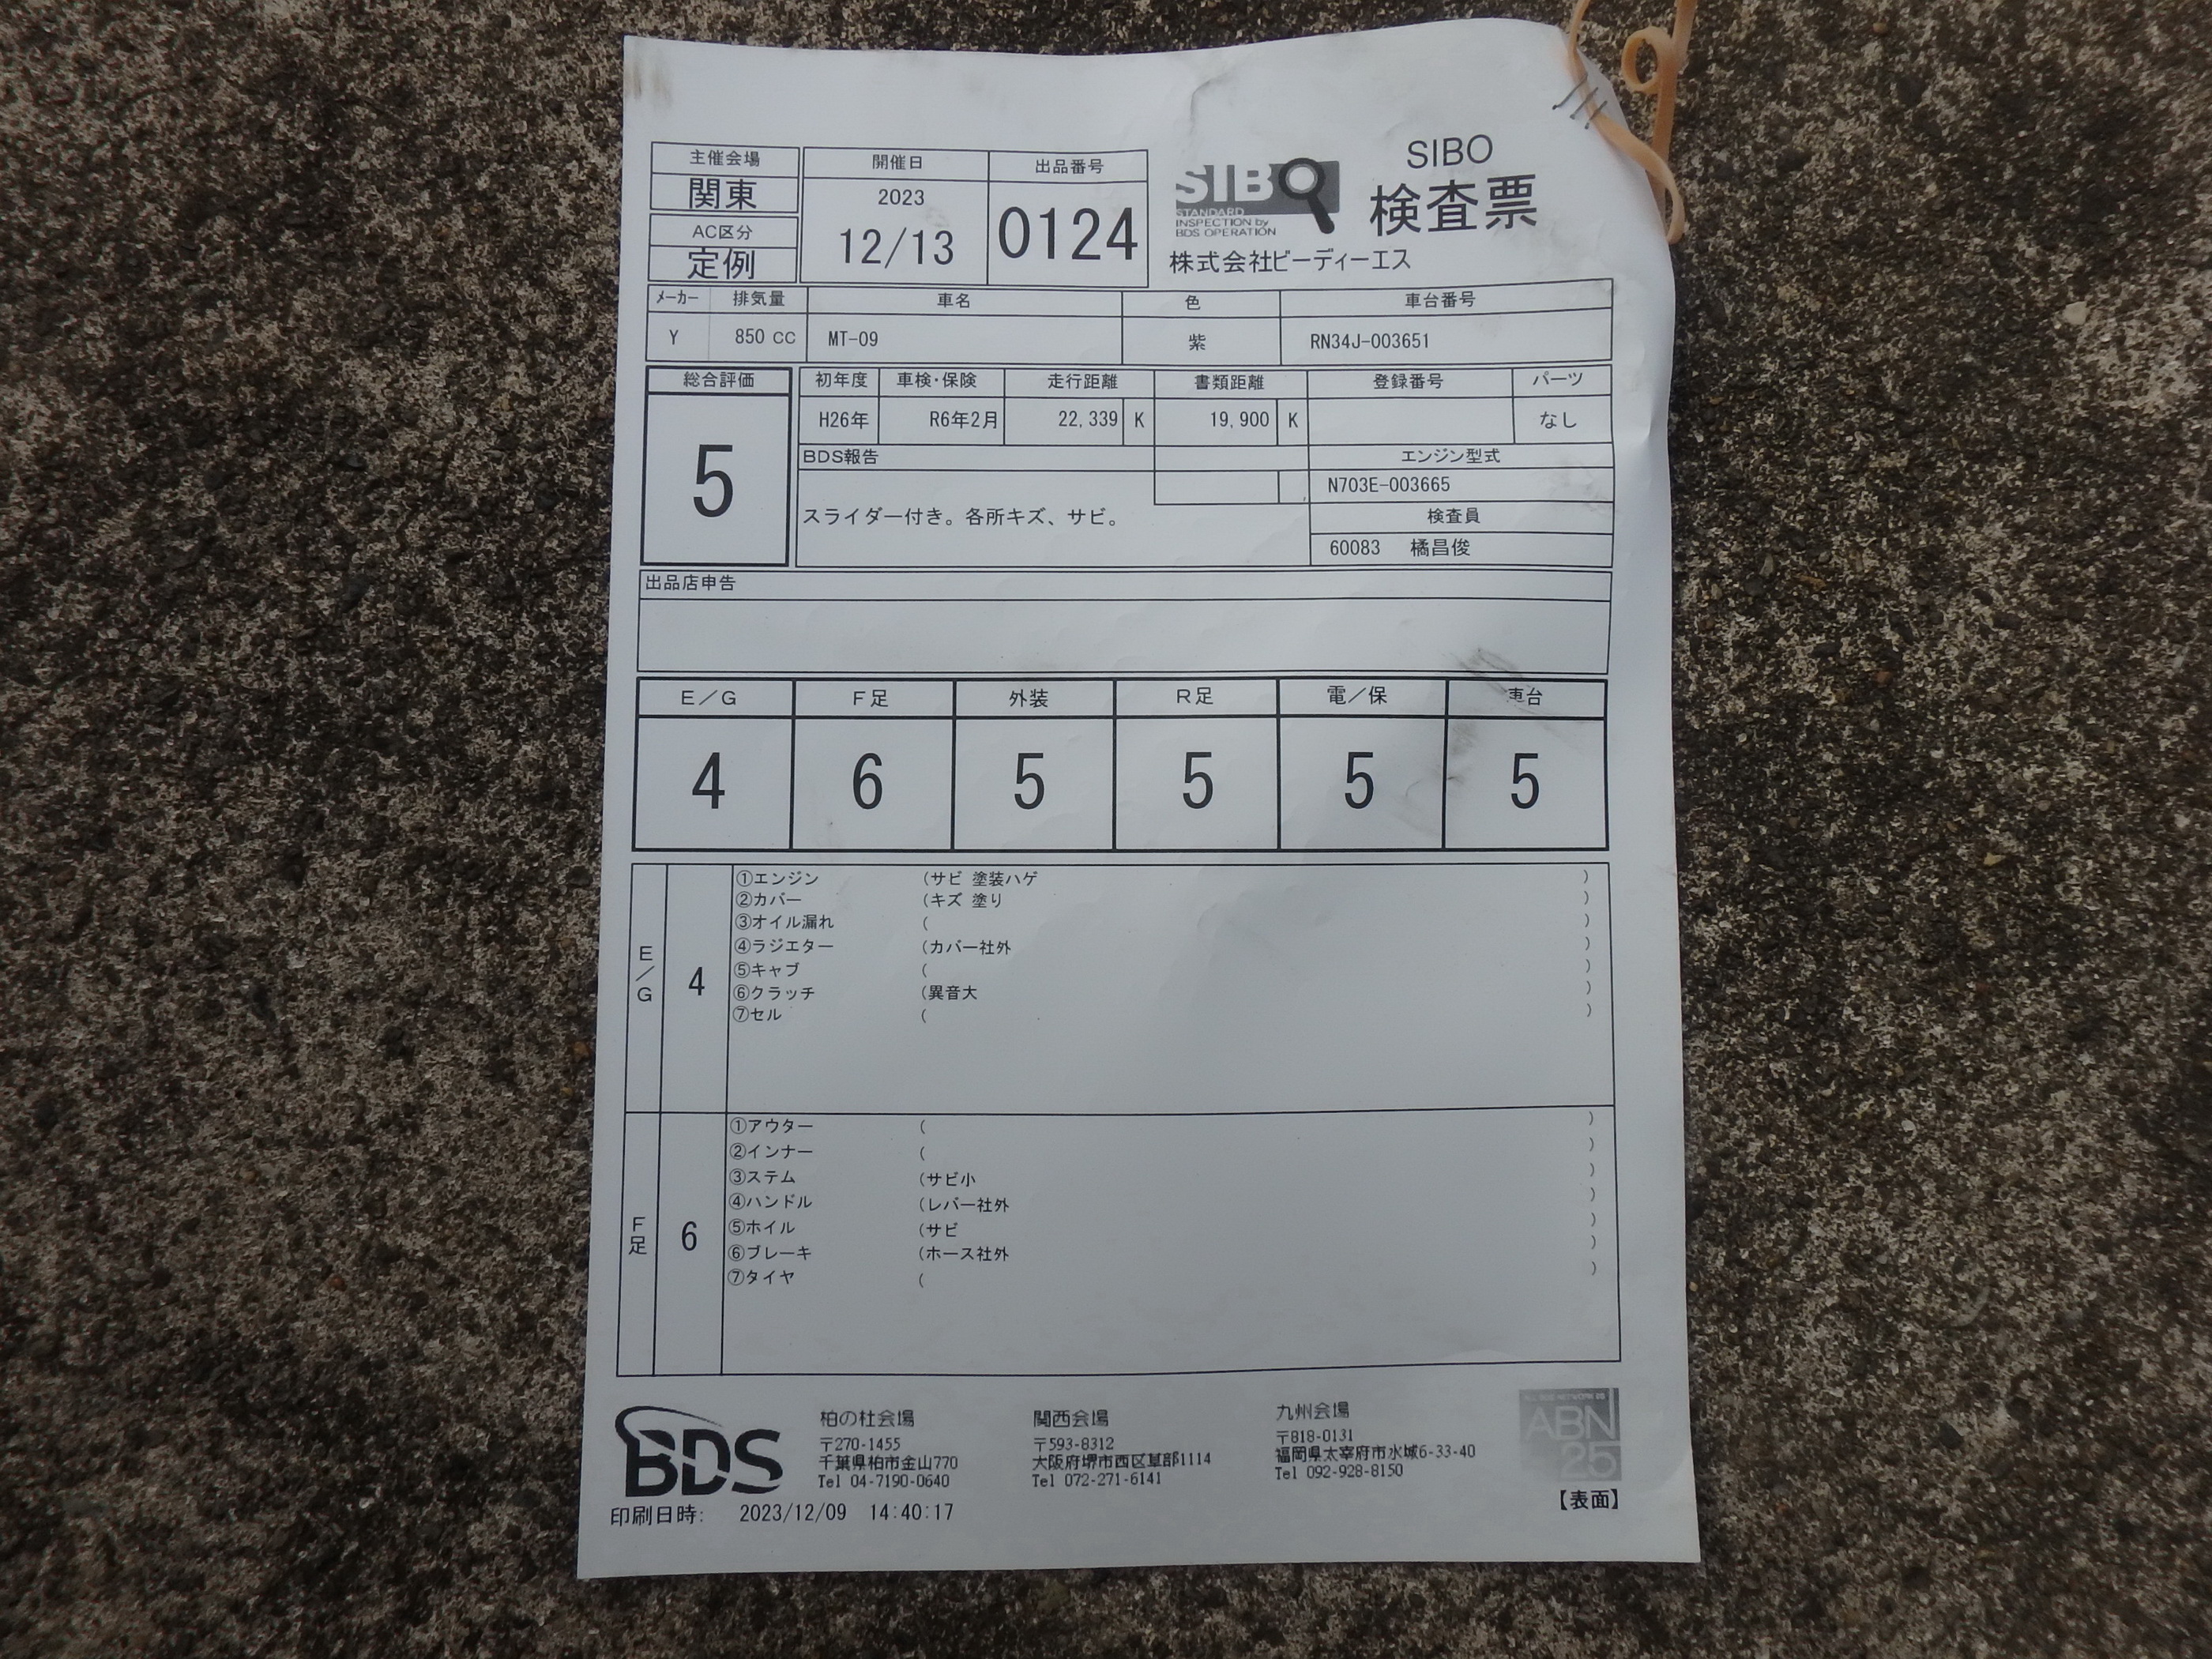 主催会場 開催日 出品番号
関東 2023 12/13 0124
AC区分
定例
SIBO
STANDARD
INSPECTION by
BDS OPERATION
SIBO
検査票
株式会社ビーディーエス
メーカー 排気量 車名 色 車台番号
Y 850 CC MT-09 紫 RN34J-003651
総合評価 初年度 車検・保険 走行距離 書類距離 登録番号 パーツ
5 H26年 R6年2月 22,339 K 19,900 K なし
BDS報告 エンジン型式
N703E-003665
スライダー付き。各所キズ、サビ。 検査員
60083 橘昌俊
出品店申告
E/G F足 外装 R足 電/保 車台
4 6 5 5 5 5
E/G 4
①エンジン (サビ 塗装ハゲ )
②カバー (キズ 塗り )
③オイル漏れ ( )
④ラジエター (カバー社外 )
⑤キャブ ( )
⑥クラッチ (異音大 )
⑦セル ( )
F足 6
①アウター ( )
②インナー ( )
③ステム (サビ小 )
④ハンドル (レバー社外 )
⑤ホイル (サビ )
⑥ブレーキ (ホース社外 )
⑦タイヤ ( )
BDS
柏の杜会場
〒270-1455
千葉県柏市金山770
Tel 04-7190-0640
関西会場
〒593-8312
大阪府堺市西区草部1114
Tel 072-271-6141
九州会場
〒818-0131
福岡県太宰府市水城6-33-40
Tel 092-928-8150
ABN
25
【表面】
印刷日時: 2023/12/09 14:40:17